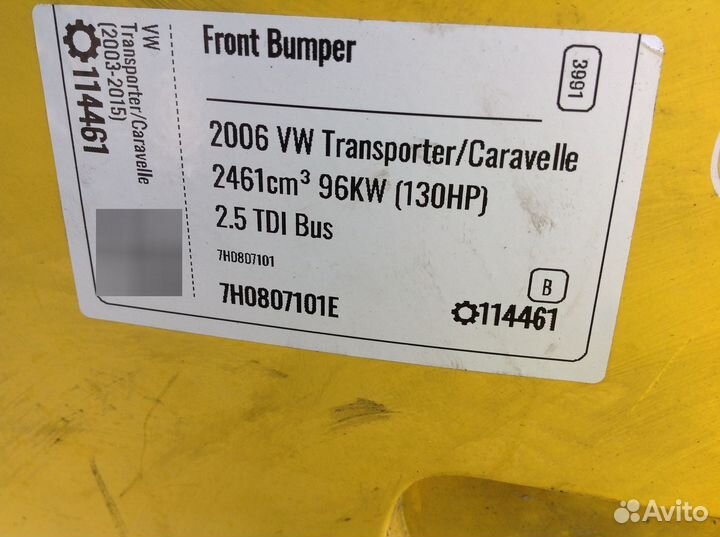 VW
Transporter/Caravelle
(2003-2015)
114461
Front Bumper
3991
2006 VW Transporter/Caravelle
2461cm³ 96KW (130HP)
2.5 TDI Bus
7H0807101
7H0807101E
B
114461
Avito